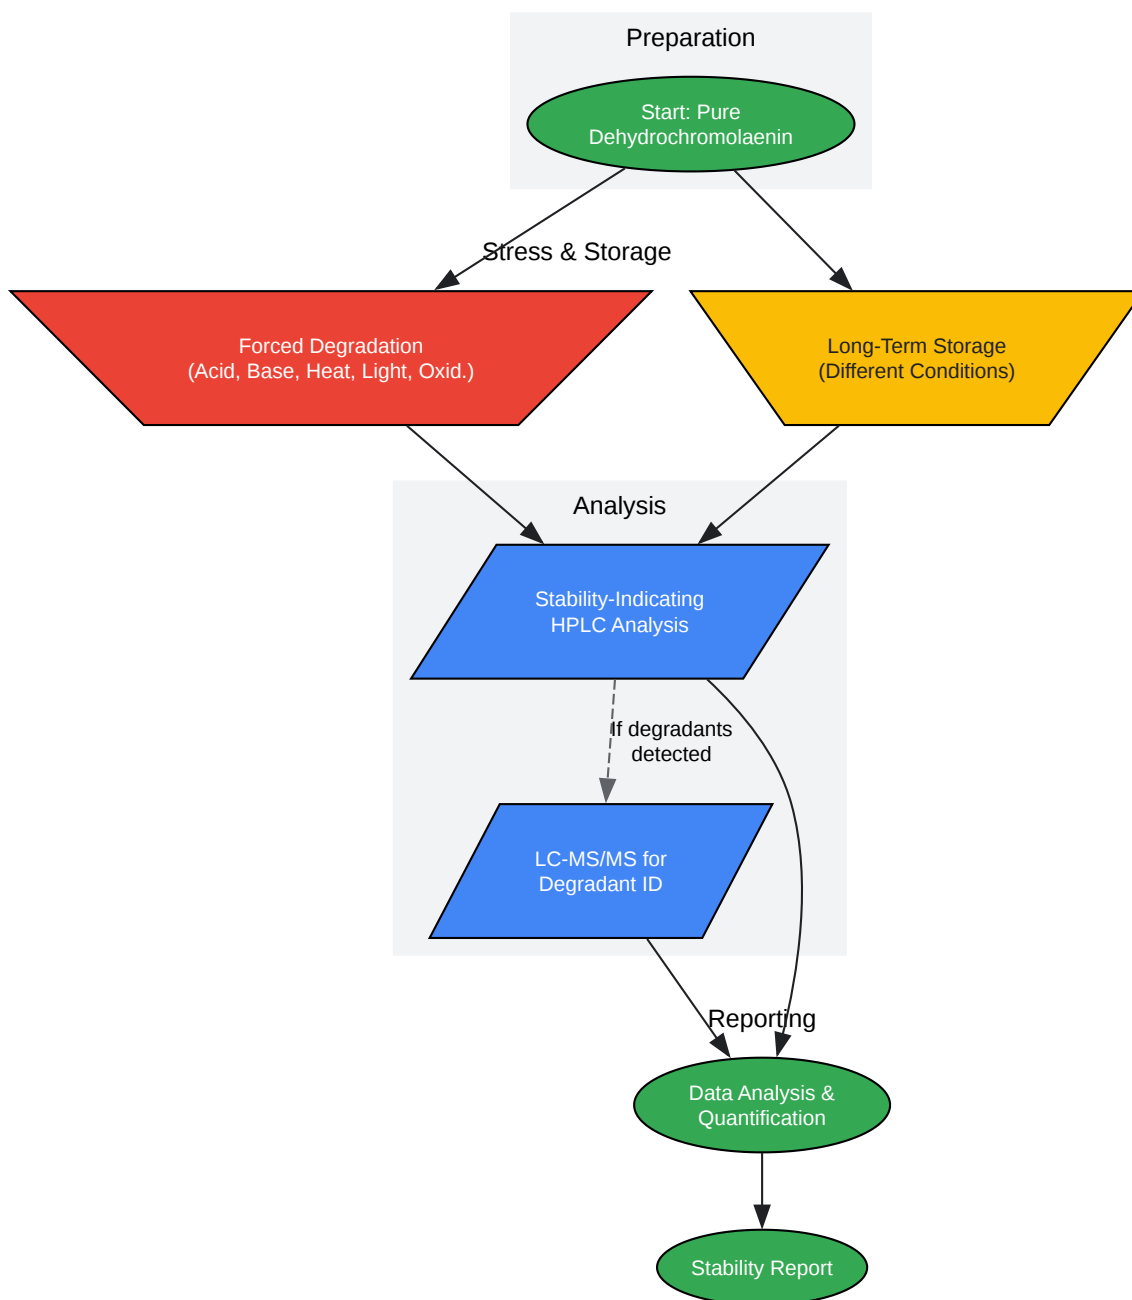 Preparation
Start: Pure
Dehydrochromolaenin
Stress & Storage
Forced Degradation
(Acid, Base, Heat, Light, Oxid.)
Long-Term Storage
(Different Conditions)
Analysis
Stability-Indicating
HPLC Analysis
If degradants
detected
LC-MS/MS for
Degradant ID
Reporting
Data Analysis &
Quantification
Stability Report